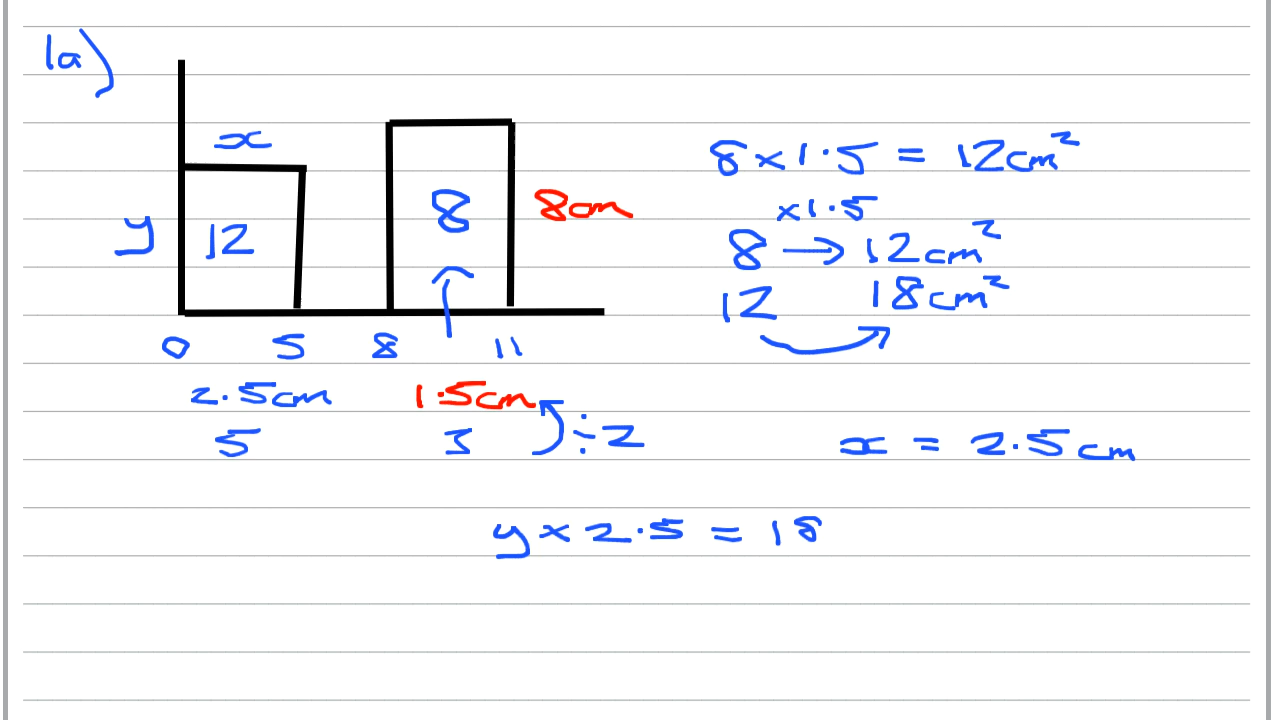 1a)
x
8 × 1.5 = 12cm²
y 12 8 8cm
×1.5
8 → 12cm²
12 18cm²
0 5 8 11
2.5cm 1.5cm
5 3 ÷2
x = 2.5cm
y × 2.5 = 18